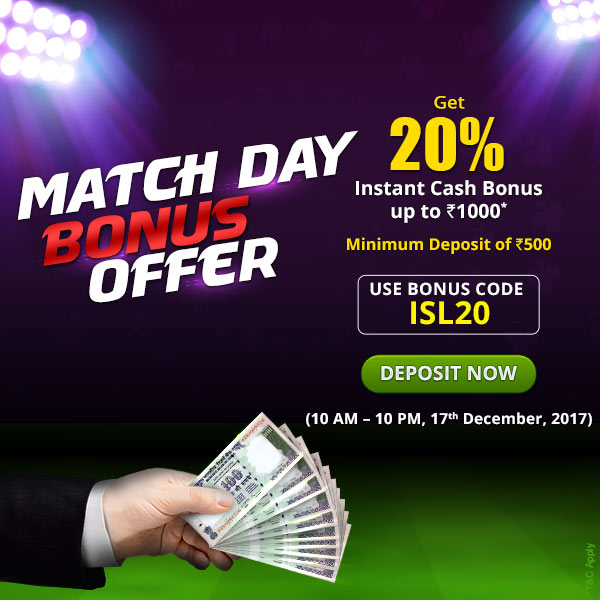 MATCH DAY
BONUS
OFFER
Get
20%
Instant Cash Bonus
up to ₹1000*
Minimum Deposit of ₹500
USE BONUS CODE
ISL20
DEPOSIT NOW
(10 AM – 10 PM, 17th December, 2017)
100
*T&C Apply